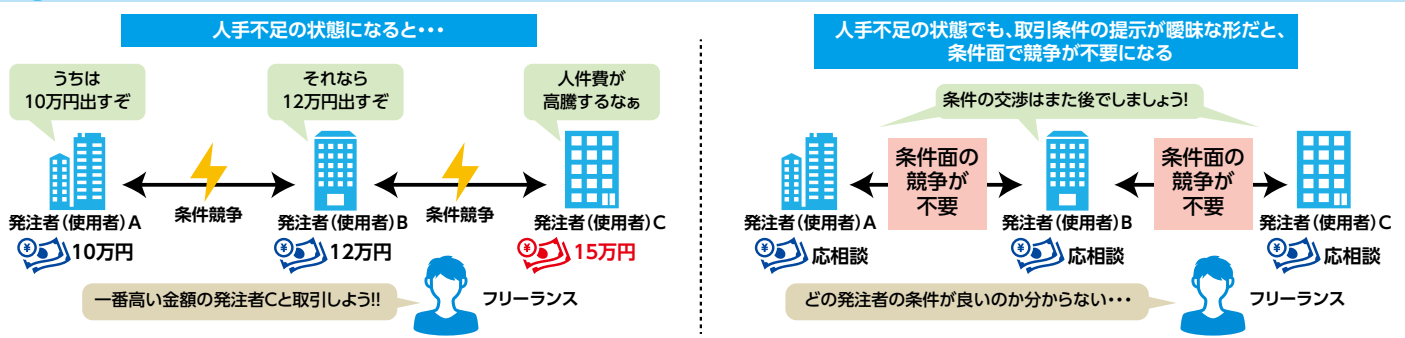 人手不足の状態になると・・・
うちは
10万円出すぞ
それなら
12万円出すぞ
人件費が
高騰するなぁ
条件競争
条件競争
発注者(使用者)A
発注者(使用者)B
発注者(使用者)C
¥
10万円
¥
12万円
¥
15万円
一番高い金額の発注者Cと取引しよう!!
フリーランス
人手不足の状態でも、取引条件の提示が曖昧な形だと、
条件面で競争が不要になる
条件の交渉はまた後でしましょう!
条件面の
競争が
不要
条件面の
競争が
不要
発注者(使用者)A
発注者(使用者)B
発注者(使用者)C
¥
応相談
¥
応相談
¥
応相談
どの発注者の条件が良いのか分からない・・・
フリーランス